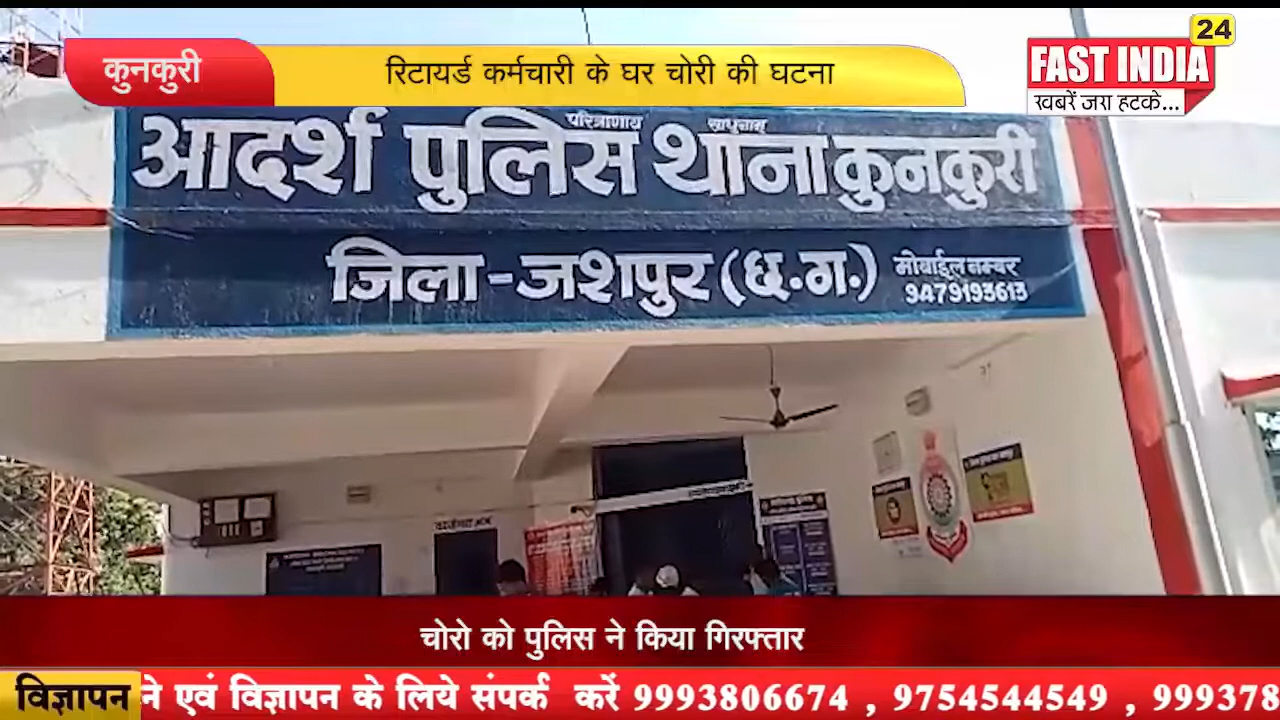 24
कुनकुरी
रिटायर्ड कर्मचारी के घर चोरी की घटना
FAST INDIA
खबरें जरा हटके...
परित्राणाय साधुनाम्
आदर्श पुलिस थाना कुनकुरी
जिला-जशपुर (छ.ग.)
मोबाईल नम्बर
9479193613
चोरो को पुलिस ने किया गिरफ्तार
विज्ञापन
ने एवं विज्ञापन के लिये संपर्क करें 9993806674 , 9754544549 , 999378